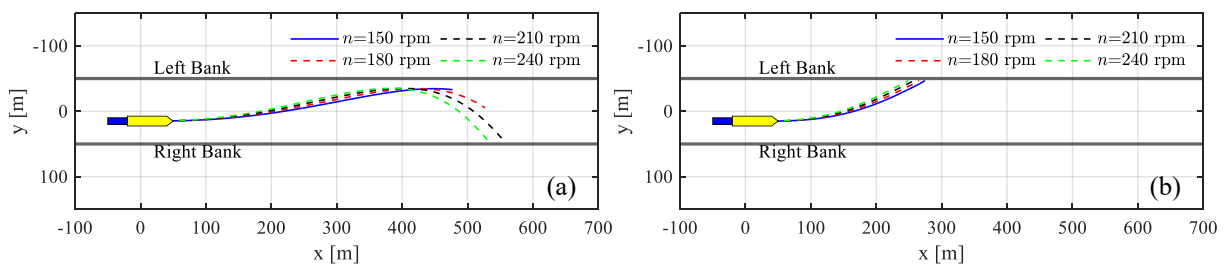 -100
0
100
y [m]
n=150 rpm
n=210 rpm
n=180 rpm
n=240 rpm
Left Bank
Right Bank
(a)
-100 0 100 200 300 400 500 600 700
x [m]
-100
0
100
y [m]
n=150 rpm
n=210 rpm
n=180 rpm
n=240 rpm
Left Bank
Right Bank
(b)
-100 0 100 200 300 400 500 600 700
x [m]